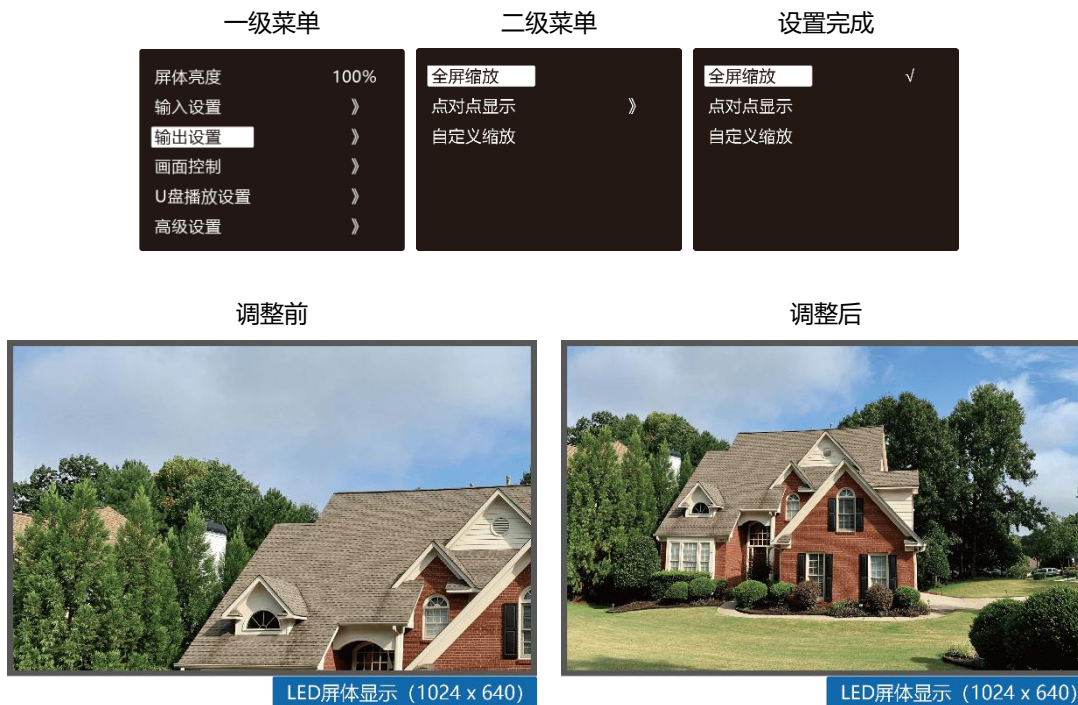 一级菜单
二级菜单
设置完成
屏体亮度 100%
输入设置 》
输出设置 》
画面控制 》
U盘播放设置 》
高级设置 》
全屏缩放
点对点显示 》
自定义缩放
全屏缩放 √
点对点显示
自定义缩放
调整前
调整后
LED屏体显示（1024 x 640）
LED屏体显示（1024 x 640）